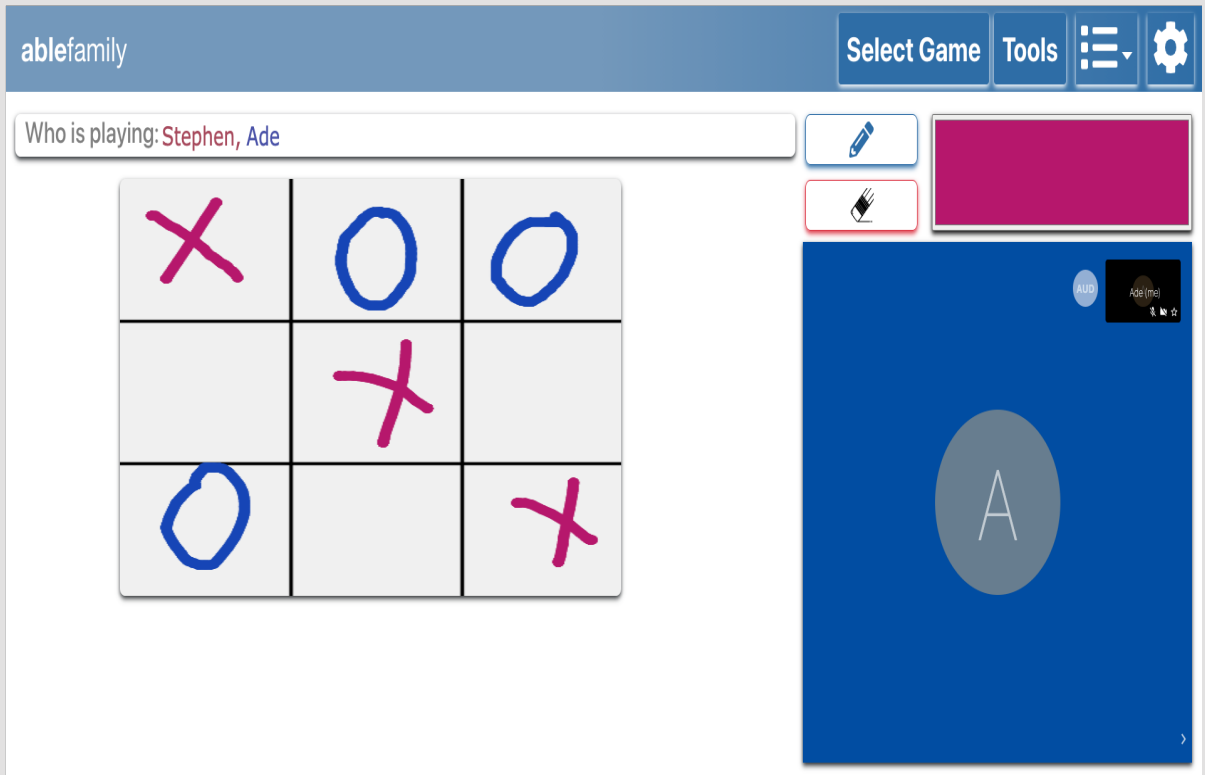 ablefamily
Select Game
Tools
Who is playing: Stephen, Ade
X O O
X
O X
AUD
Ade (me)
A